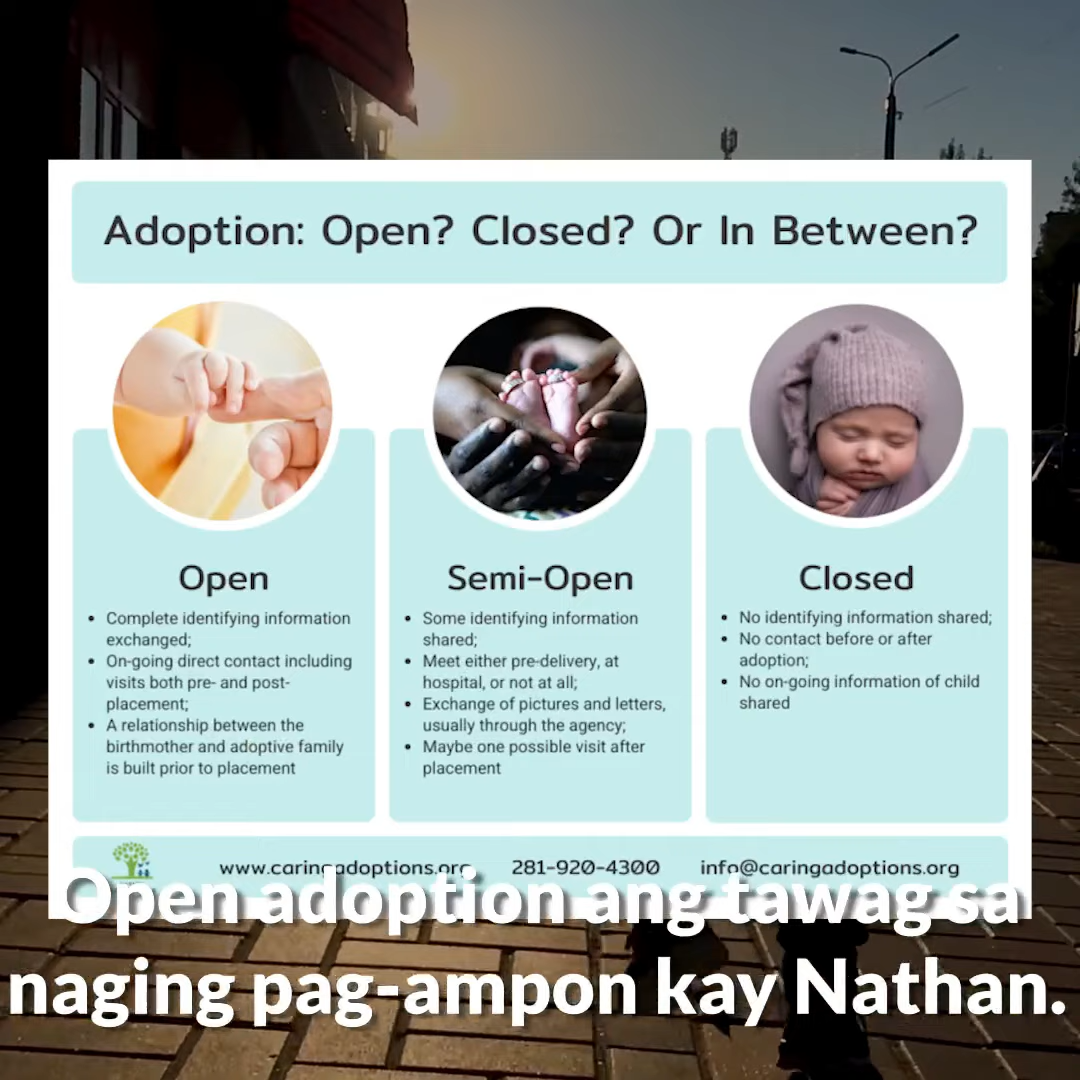 Adoption: Open? Closed? Or In Between?
Open
• Complete identifying information
exchanged;
• On-going direct contact including
visits both pre- and post-
placement;
• A relationship between the
birthmother and adoptive family
is built prior to placement
Semi-Open
• Some identifying information
shared;
• Meet either pre-delivery, at
hospital, or not at all;
• Exchange of pictures and letters,
usually through the agency;
• Maybe one possible visit after
placement
Closed
• No identifying information shared;
• No contact before or after
adoption;
• No on-going information of child
shared
www.caringadoptions.org 281-920-4300 info@caringadoptions.org
Open adoption ang tawag sa
naging pag-ampon kay Nathan.